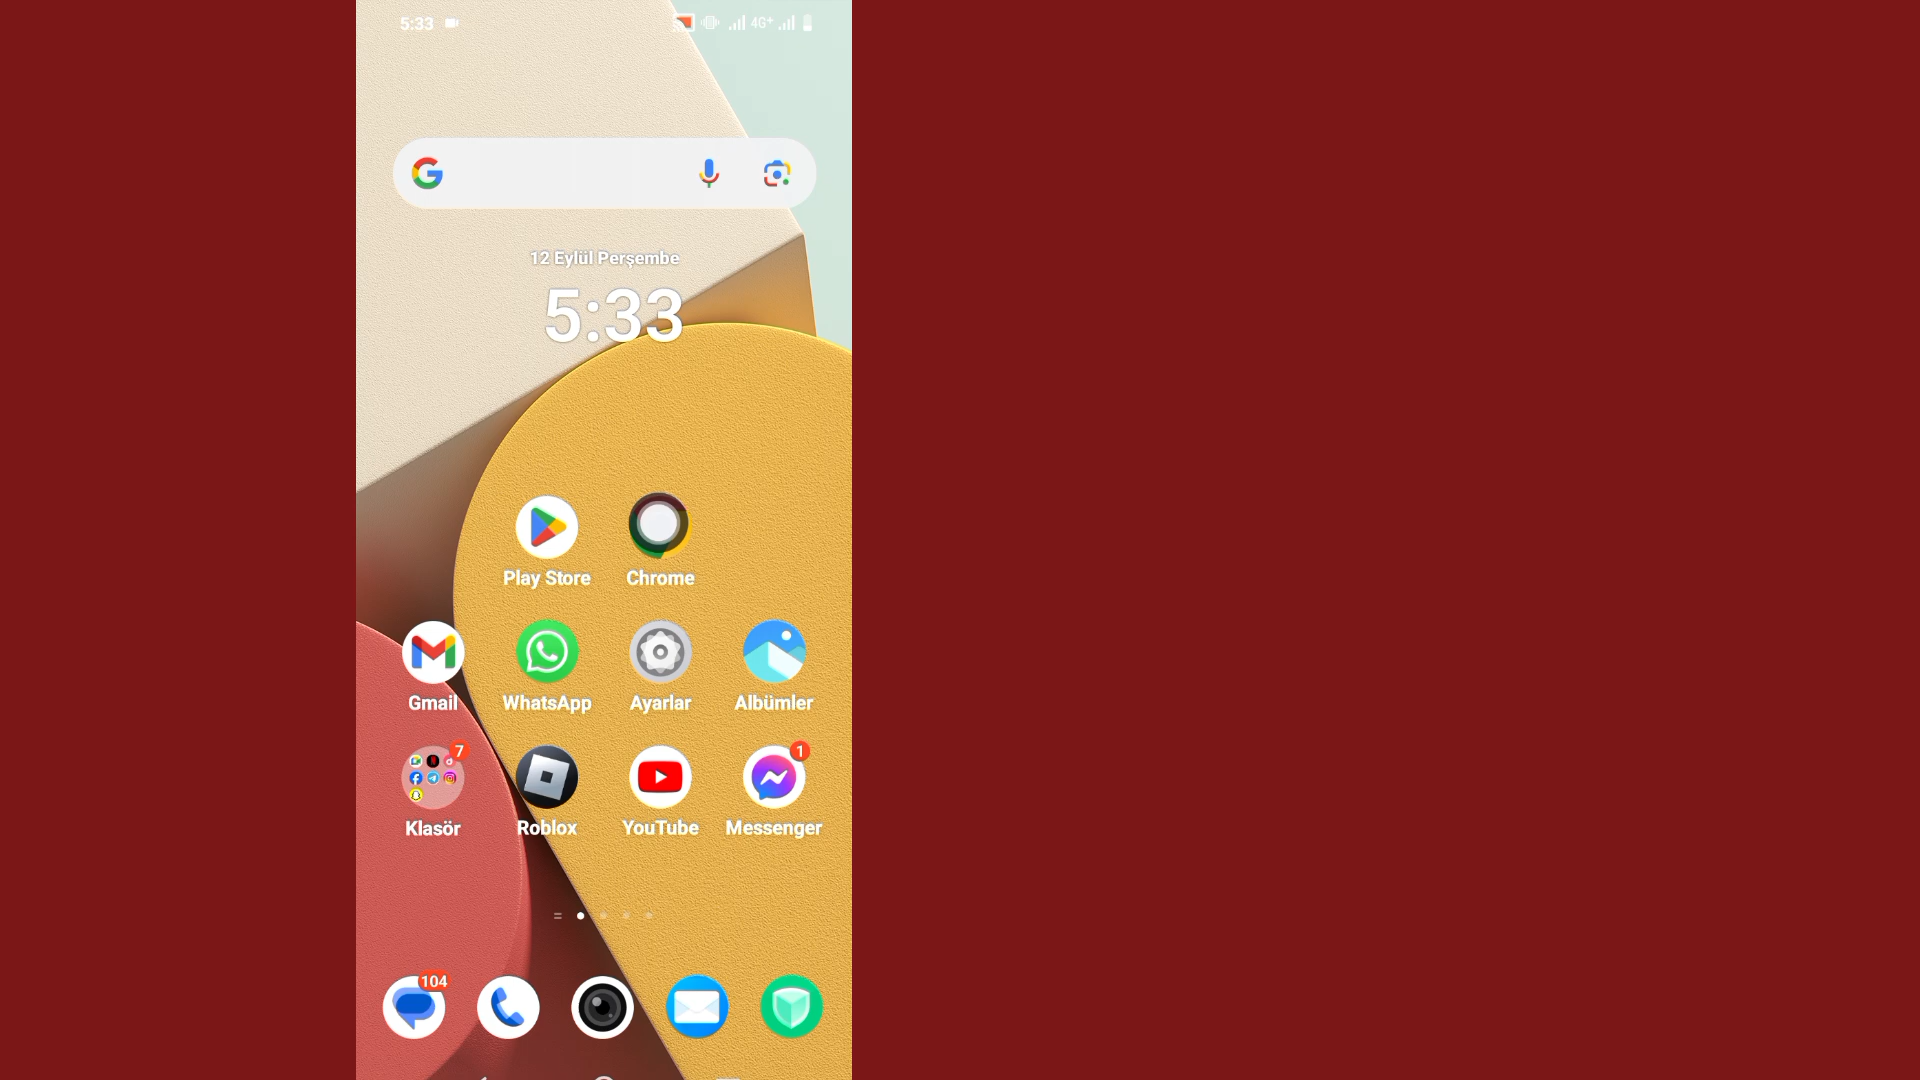 5:33
4G+
12 Eylül Perşembe
5:33
Play Store
Chrome
Gmail
WhatsApp
Ayarlar
Albümler
7
1
Klasör
Roblox
YouTube
Messenger
104